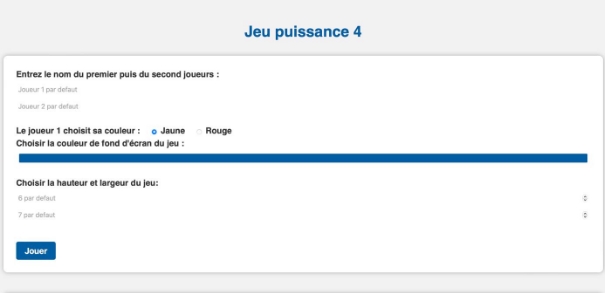 Jeu puissance 4
Entrez le nom du premier puis du second joueurs :
Joueur 1 par defaut
Joueur 2 par defaut
Le joueur 1 choisit sa couleur : Jaune Rouge
Choisir la couleur de fond d'écran du jeu :
Choisir la hauteur et largeur du jeu:
6 par defaut
7 par defaut
Jouer